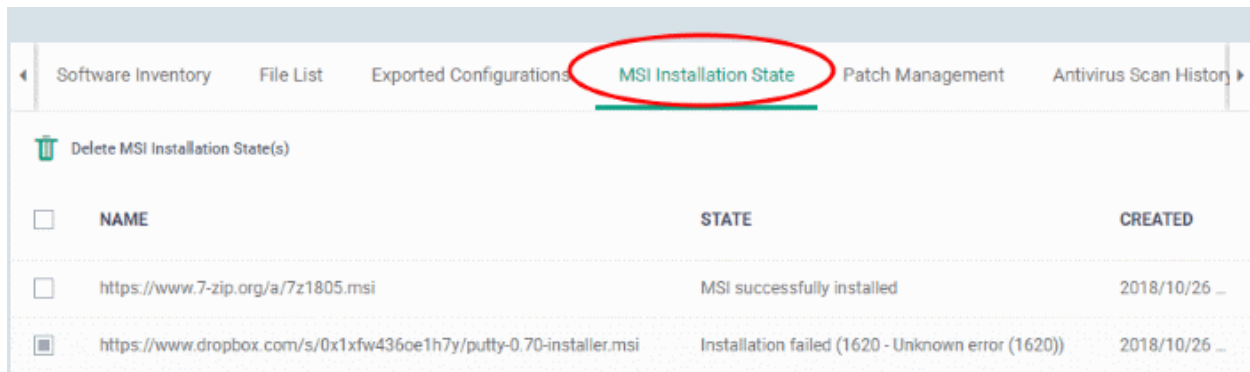 Software Inventory File List Exported Configurations MSI Installation State Patch Management Antivirus Scan History
Delete MSI Installation State(s)
NAME STATE CREATED
https://www.7-zip.org/a/7z1805.msi MSI successfully installed 2018/10/26 ...
https://www.dropbox.com/s/0x1xfw436oe1h7y/putty-0.70-installer.msi Installation failed (1620 - Unknown error (1620)) 2018/10/26 ...